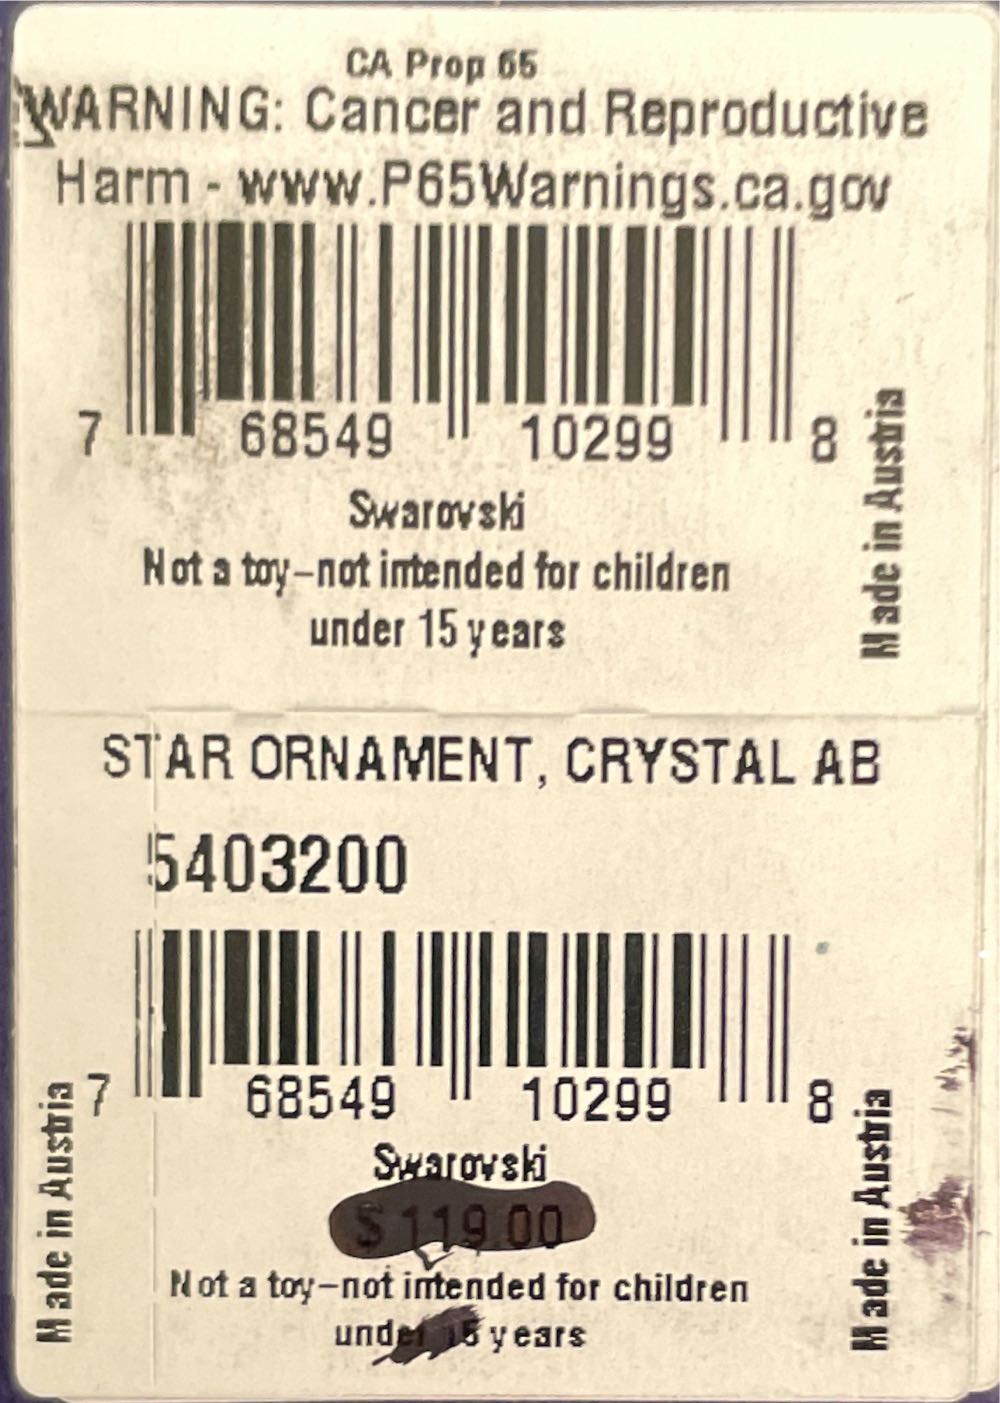 CA Prop 65
WARNING: Cancer and Reproductive
Harm - www.P65Warnings.ca.gov
7 68549 10299 8
Made in Austria
Swarovski
Not a toy-not intended for children
under 15 years
STAR ORNAMENT, CRYSTAL AB
5403200
7 68549 10299 8
Made in Austria
Made in Austria
Swarovski
$ 119.00
Not a toy-not intended for children
under 15 years